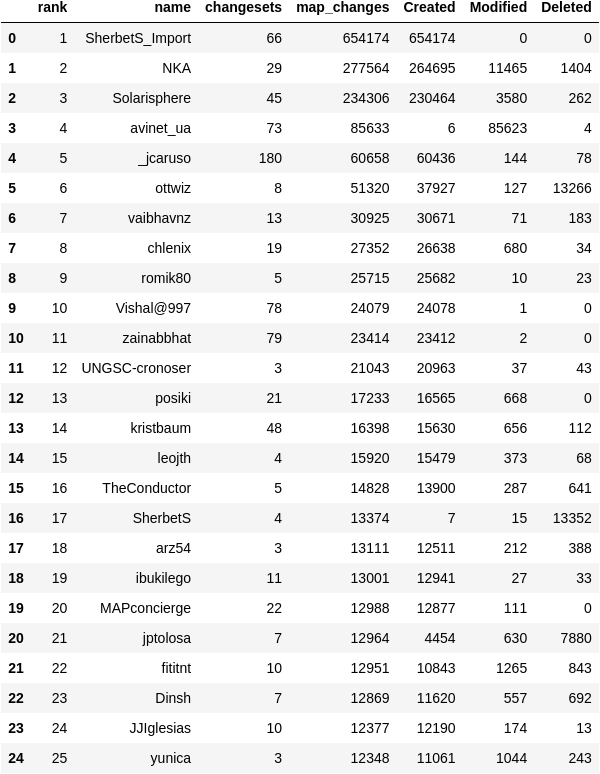 rank name changesets map_changes Created Modified Deleted
0 1 SherbetS_Import 66 654174 654174 0 0
1 2 NKA 29 277564 264695 11465 1404
2 3 Solarisphere 45 234306 230464 3580 262
3 4 avinet_ua 73 85633 6 85623 4
4 5 _jcaruso 180 60658 60436 144 78
5 6 ottwiz 8 51320 37927 127 13266
6 7 vaibhavnz 13 30925 30671 71 183
7 8 chlenix 19 27352 26638 680 34
8 9 romik80 5 25715 25682 10 23
9 10 Vishal@997 78 24079 24078 1 0
10 11 zainabbhat 79 23414 23412 2 0
11 12 UNGSC-cronoser 3 21043 20963 37 43
12 13 posiki 21 17233 16565 668 0
13 14 kristbaum 48 16398 15630 656 112
14 15 leojth 4 15920 15479 373 68
15 16 TheConductor 5 14828 13900 287 641
16 17 SherbetS 4 13374 7 15 13352
17 18 arz54 3 13111 12511 212 388
18 19 ibukilego 11 13001 12941 27 33
19 20 MAPconcierge 22 12988 12877 111 0
20 21 jptolosa 7 12964 4454 630 7880
21 22 fititnt 10 12951 10843 1265 843
22 23 Dinsh 7 12869 11620 557 692
23 24 JJIglesias 10 12377 12190 174 13
24 25 yunica 3 12348 11061 1044 243